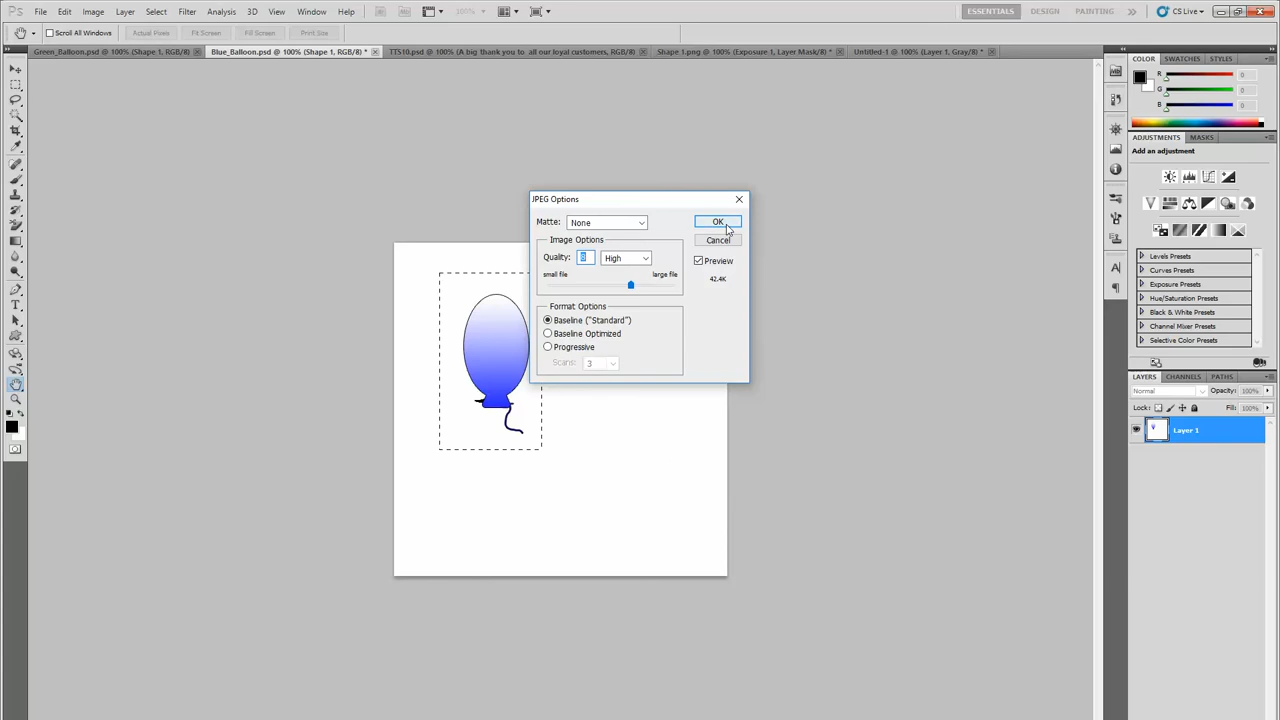 Ps File Edit Image Layer Select Filter Analysis 3D View Window Help 100% ESSENTIALS DESIGN PAINTING CS Live
Scroll All Windows Actual Pixels Fit Screen Fill Screen Print Size
Green_Balloon.psd @ 100% (Shape 1, RGB/8) Blue_Balloon.psd @ 100% (Shape 1, RGB/8) * TTS10.psd @ 100% (A big thank you to all our loyal customers, RGB/8) Shape 1.png @ 100% (Exposure 1, Layer Mask/8) * Untitled-1 @ 100% (Layer 1, Gray/8) *
COLOR SWATCHES STYLES
R 0
G 0
B 0
ADJUSTMENTS MASKS
Add an adjustment
Levels Presets
Curves Presets
Exposure Presets
Hue/Saturation Presets
Black & White Presets
Channel Mixer Presets
Selective Color Presets
LAYERS CHANNELS PATHS
Normal Opacity: 100%
Lock: Fill: 100%
Layer 1
JPEG Options
Matte: None OK
Image Options Cancel
Quality: 8 High Preview
small file large file 42.4K
Format Options
Baseline ("Standard")
Baseline Optimized
Progressive
Scans: 3